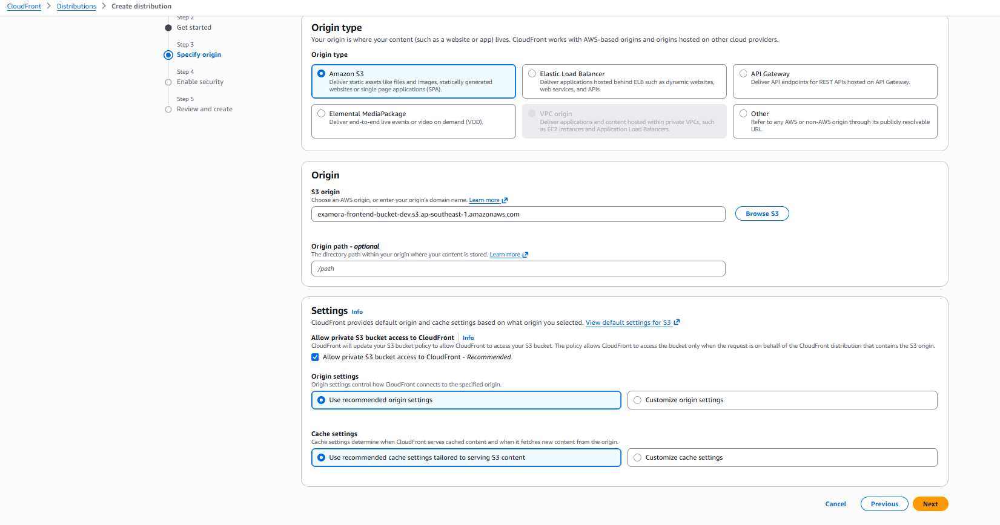 CloudFront > Distributions > Create distribution
Step 2
Get started
Step 3
Specify origin
Step 4
Enable security
Step 5
Review and create
Origin type
Your origin is where your content (such as a website or app) lives. CloudFront works with AWS-based origins and origins hosted on other cloud providers.
Origin type
Amazon S3
Deliver static assets like files and images, statically generated
websites or single page applications (SPA).
Elastic Load Balancer
Deliver applications hosted behind ELB such as dynamic websites,
web services, and APIs.
API Gateway
Deliver API endpoints for REST APIs hosted on API Gateway.
Elemental MediaPackage
Deliver end-to-end live events or video on demand (VOD).
VPC origin
Deliver applications and content hosted within private VPCs, such
as EC2 instances and Application Load Balancers.
Other
Refer to any AWS or non-AWS origin through its publicly resolvable
URL.
Origin
S3 origin
Choose an AWS origin, or enter your origin's domain name. Learn more
examora-frontend-bucket-dev.s3.ap-southeast-1.amazonaws.com
Browse S3
Origin path - optional
The directory path within your origin where your content is stored. Learn more
/path
Settings Info
CloudFront provides default origin and cache settings based on what origin you selected. View default settings for S3
Allow private S3 bucket access to CloudFront | Info
CloudFront will update your S3 bucket policy to allow CloudFront to access your S3 bucket. The policy allows CloudFront to access the bucket only when the request is on behalf of the CloudFront distribution that contains the S3 origin.
Allow private S3 bucket access to CloudFront - Recommended
Origin settings
Origin settings control how CloudFront connects to the specified origin.
Use recommended origin settings
Customize origin settings
Cache settings
Cache settings determine when CloudFront serves cached content and when it fetches new content from the origin.
Use recommended cache settings tailored to serving S3 content
Customize cache settings
Cancel
Previous
Next